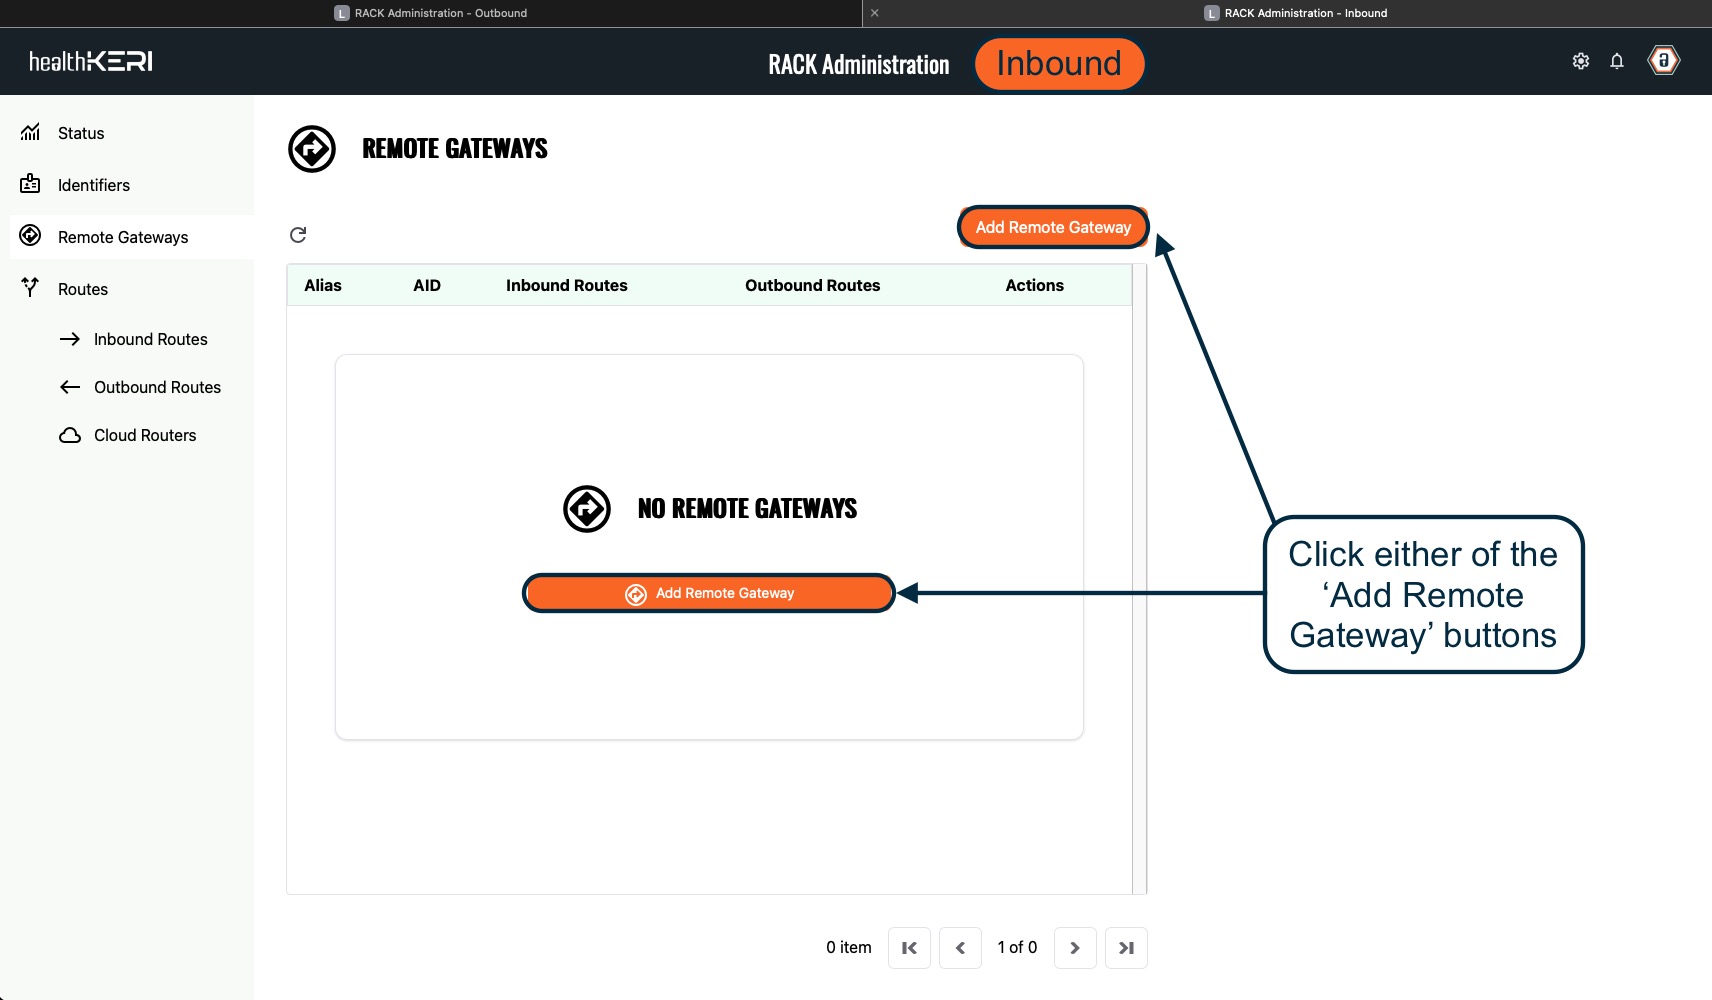 L RACK Administration - Outbound
L RACK Administration - Inbound
healthKERI
RACK Administration
Inbound
Status
Identifiers
Remote Gateways
Routes
Inbound Routes
Outbound Routes
Cloud Routers
REMOTE GATEWAYS
Add Remote Gateway
Alias AID Inbound Routes Outbound Routes Actions
NO REMOTE GATEWAYS
Add Remote Gateway
Click either of the
‘Add Remote
Gateway’ buttons
0 item 1 of 0